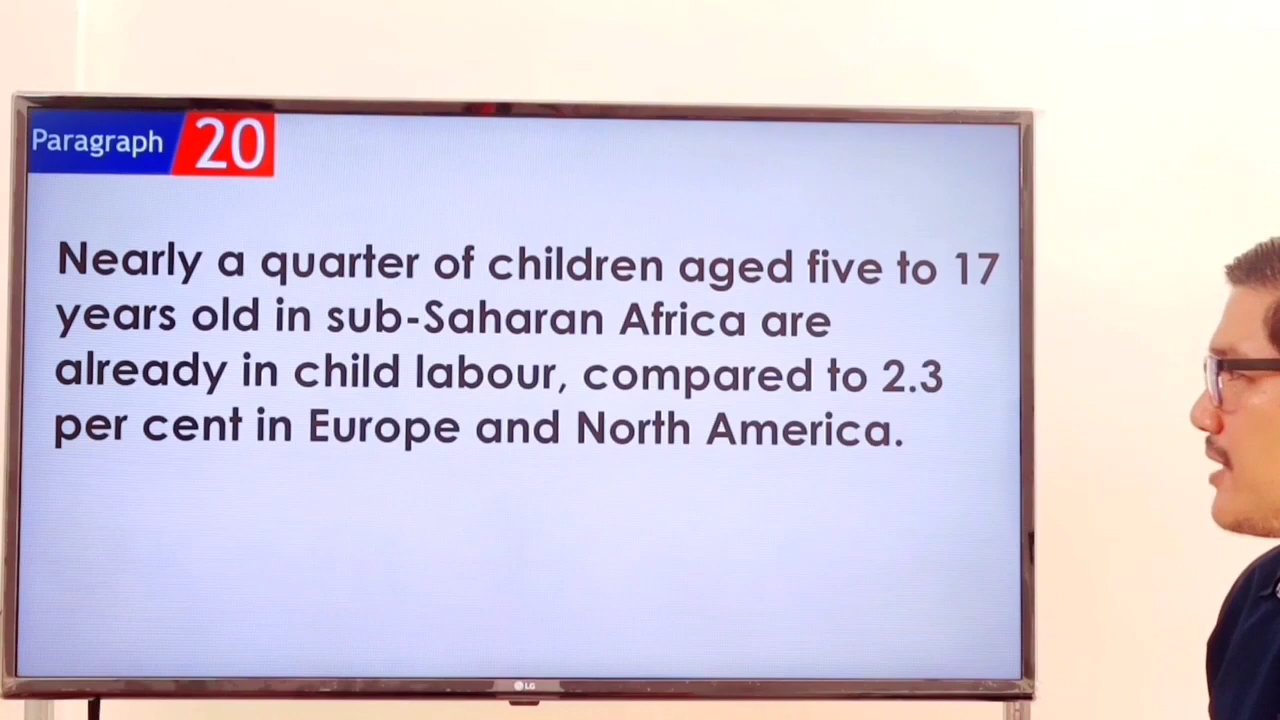 Paragraph 20
Nearly a quarter of children aged five to 17
years old in sub-Saharan Africa are
already in child labour, compared to 2.3
per cent in Europe and North America.
LG